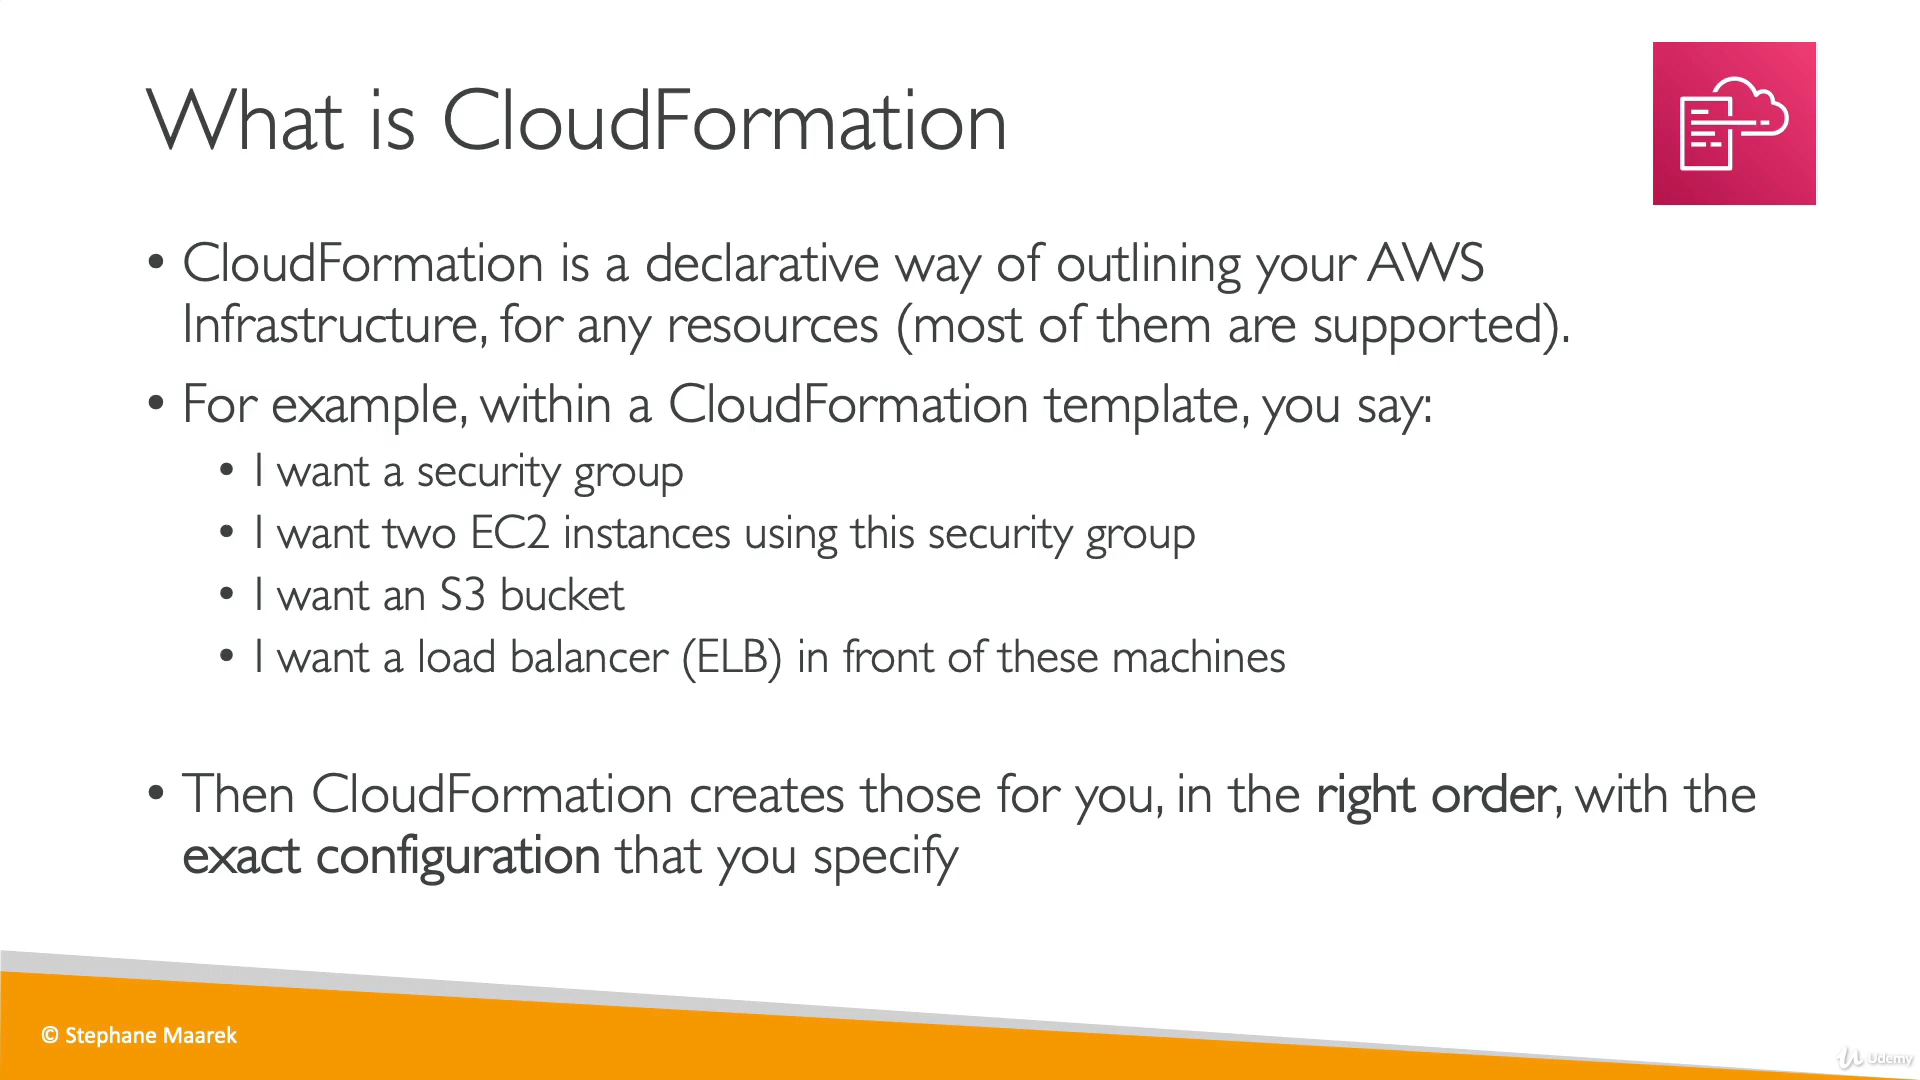 What is CloudFormation
• CloudFormation is a declarative way of outlining your AWS
Infrastructure, for any resources (most of them are supported).
• For example, within a CloudFormation template, you say:
• I want a security group
• I want two EC2 instances using this security group
• I want an S3 bucket
• I want a load balancer (ELB) in front of these machines
• Then CloudFormation creates those for you, in the right order, with the
exact configuration that you specify
© Stephane Maarek
Udemy